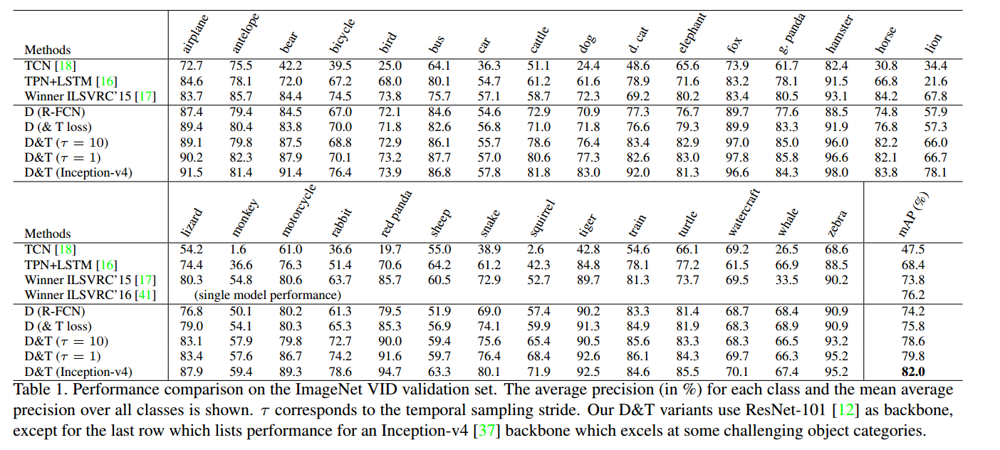 Methods airplane antelope bear bicycle bird bus car cattle dog d. cat elephant fox g. panda hamster horse lion
TCN [18] 72.7 75.5 42.2 39.5 25.0 64.1 36.3 51.1 24.4 48.6 65.6 73.9 61.7 82.4 30.8 34.4
TPN+LSTM [16] 84.6 78.1 72.0 67.2 68.0 80.1 54.7 61.2 61.6 78.9 71.6 83.2 78.1 91.5 66.8 21.6
Winner ILSVRC'15 [17] 83.7 85.7 84.4 74.5 73.8 75.7 57.1 58.7 72.3 69.2 80.2 83.4 80.5 93.1 84.2 67.8
D (R-FCN) 87.4 79.4 84.5 67.0 72.1 84.6 54.6 72.9 70.9 77.3 76.7 89.7 77.6 88.5 74.8 57.9
D (& T loss) 89.4 80.4 83.8 70.0 71.8 82.6 56.8 71.0 71.8 76.6 79.3 89.9 83.3 91.9 76.8 57.3
D&T (τ = 10) 89.1 79.8 87.5 68.8 72.9 86.1 55.7 78.6 76.4 83.4 82.9 97.0 85.0 96.0 82.2 66.0
D&T (τ = 1) 90.2 82.3 87.9 70.1 73.2 87.7 57.0 80.6 77.3 82.6 83.0 97.8 85.8 96.6 82.1 66.7
D&T (Inception-v4) 91.5 81.4 91.4 76.4 73.9 86.8 57.8 81.8 83.0 92.0 81.3 96.6 84.3 98.0 83.8 78.1
Methods lizard monkey motorcycle rabbit red panda sheep snake squirrel tiger train turtle watercraft whale zebra mAP (%)
TCN [18] 54.2 1.6 61.0 36.6 19.7 55.0 38.9 2.6 42.8 54.6 66.1 69.2 26.5 68.6 47.5
TPN+LSTM [16] 74.4 36.6 76.3 51.4 70.6 64.2 61.2 42.3 84.8 78.1 77.2 61.5 66.9 88.5 68.4
Winner ILSVRC'15 [17] 80.3 54.8 80.6 63.7 85.7 60.5 72.9 52.7 89.7 81.3 73.7 69.5 33.5 90.2 73.8
Winner ILSVRC'16 [41] (single model performance) 76.2
D (R-FCN) 76.8 50.1 80.2 61.3 79.5 51.9 69.0 57.4 90.2 83.3 81.4 68.7 68.4 90.9 74.2
D (& T loss) 79.0 54.1 80.3 65.3 85.3 56.9 74.1 59.9 91.3 84.9 81.9 68.3 68.9 90.9 75.8
D&T (τ = 10) 83.1 57.9 79.8 72.7 90.0 59.4 75.6 65.4 90.5 85.6 83.3 68.3 66.5 93.2 78.6
D&T (τ = 1) 83.4 57.6 86.7 74.2 91.6 59.7 76.4 68.4 92.6 86.1 84.3 69.7 66.3 95.2 79.8
D&T (Inception-v4) 87.9 59.4 89.3 78.6 94.7 63.3 80.1 71.9 92.5 84.6 85.5 70.1 67.4 95.2 82.0
Table 1. Performance comparison on the ImageNet VID validation set. The average precision (in %) for each class and the mean average
precision over all classes is shown. τ corresponds to the temporal sampling stride. Our D&T variants use ResNet-101 [12] as backbone,
except for the last row which lists performance for an Inception-v4 [37] backbone which excels at some challenging object categories.